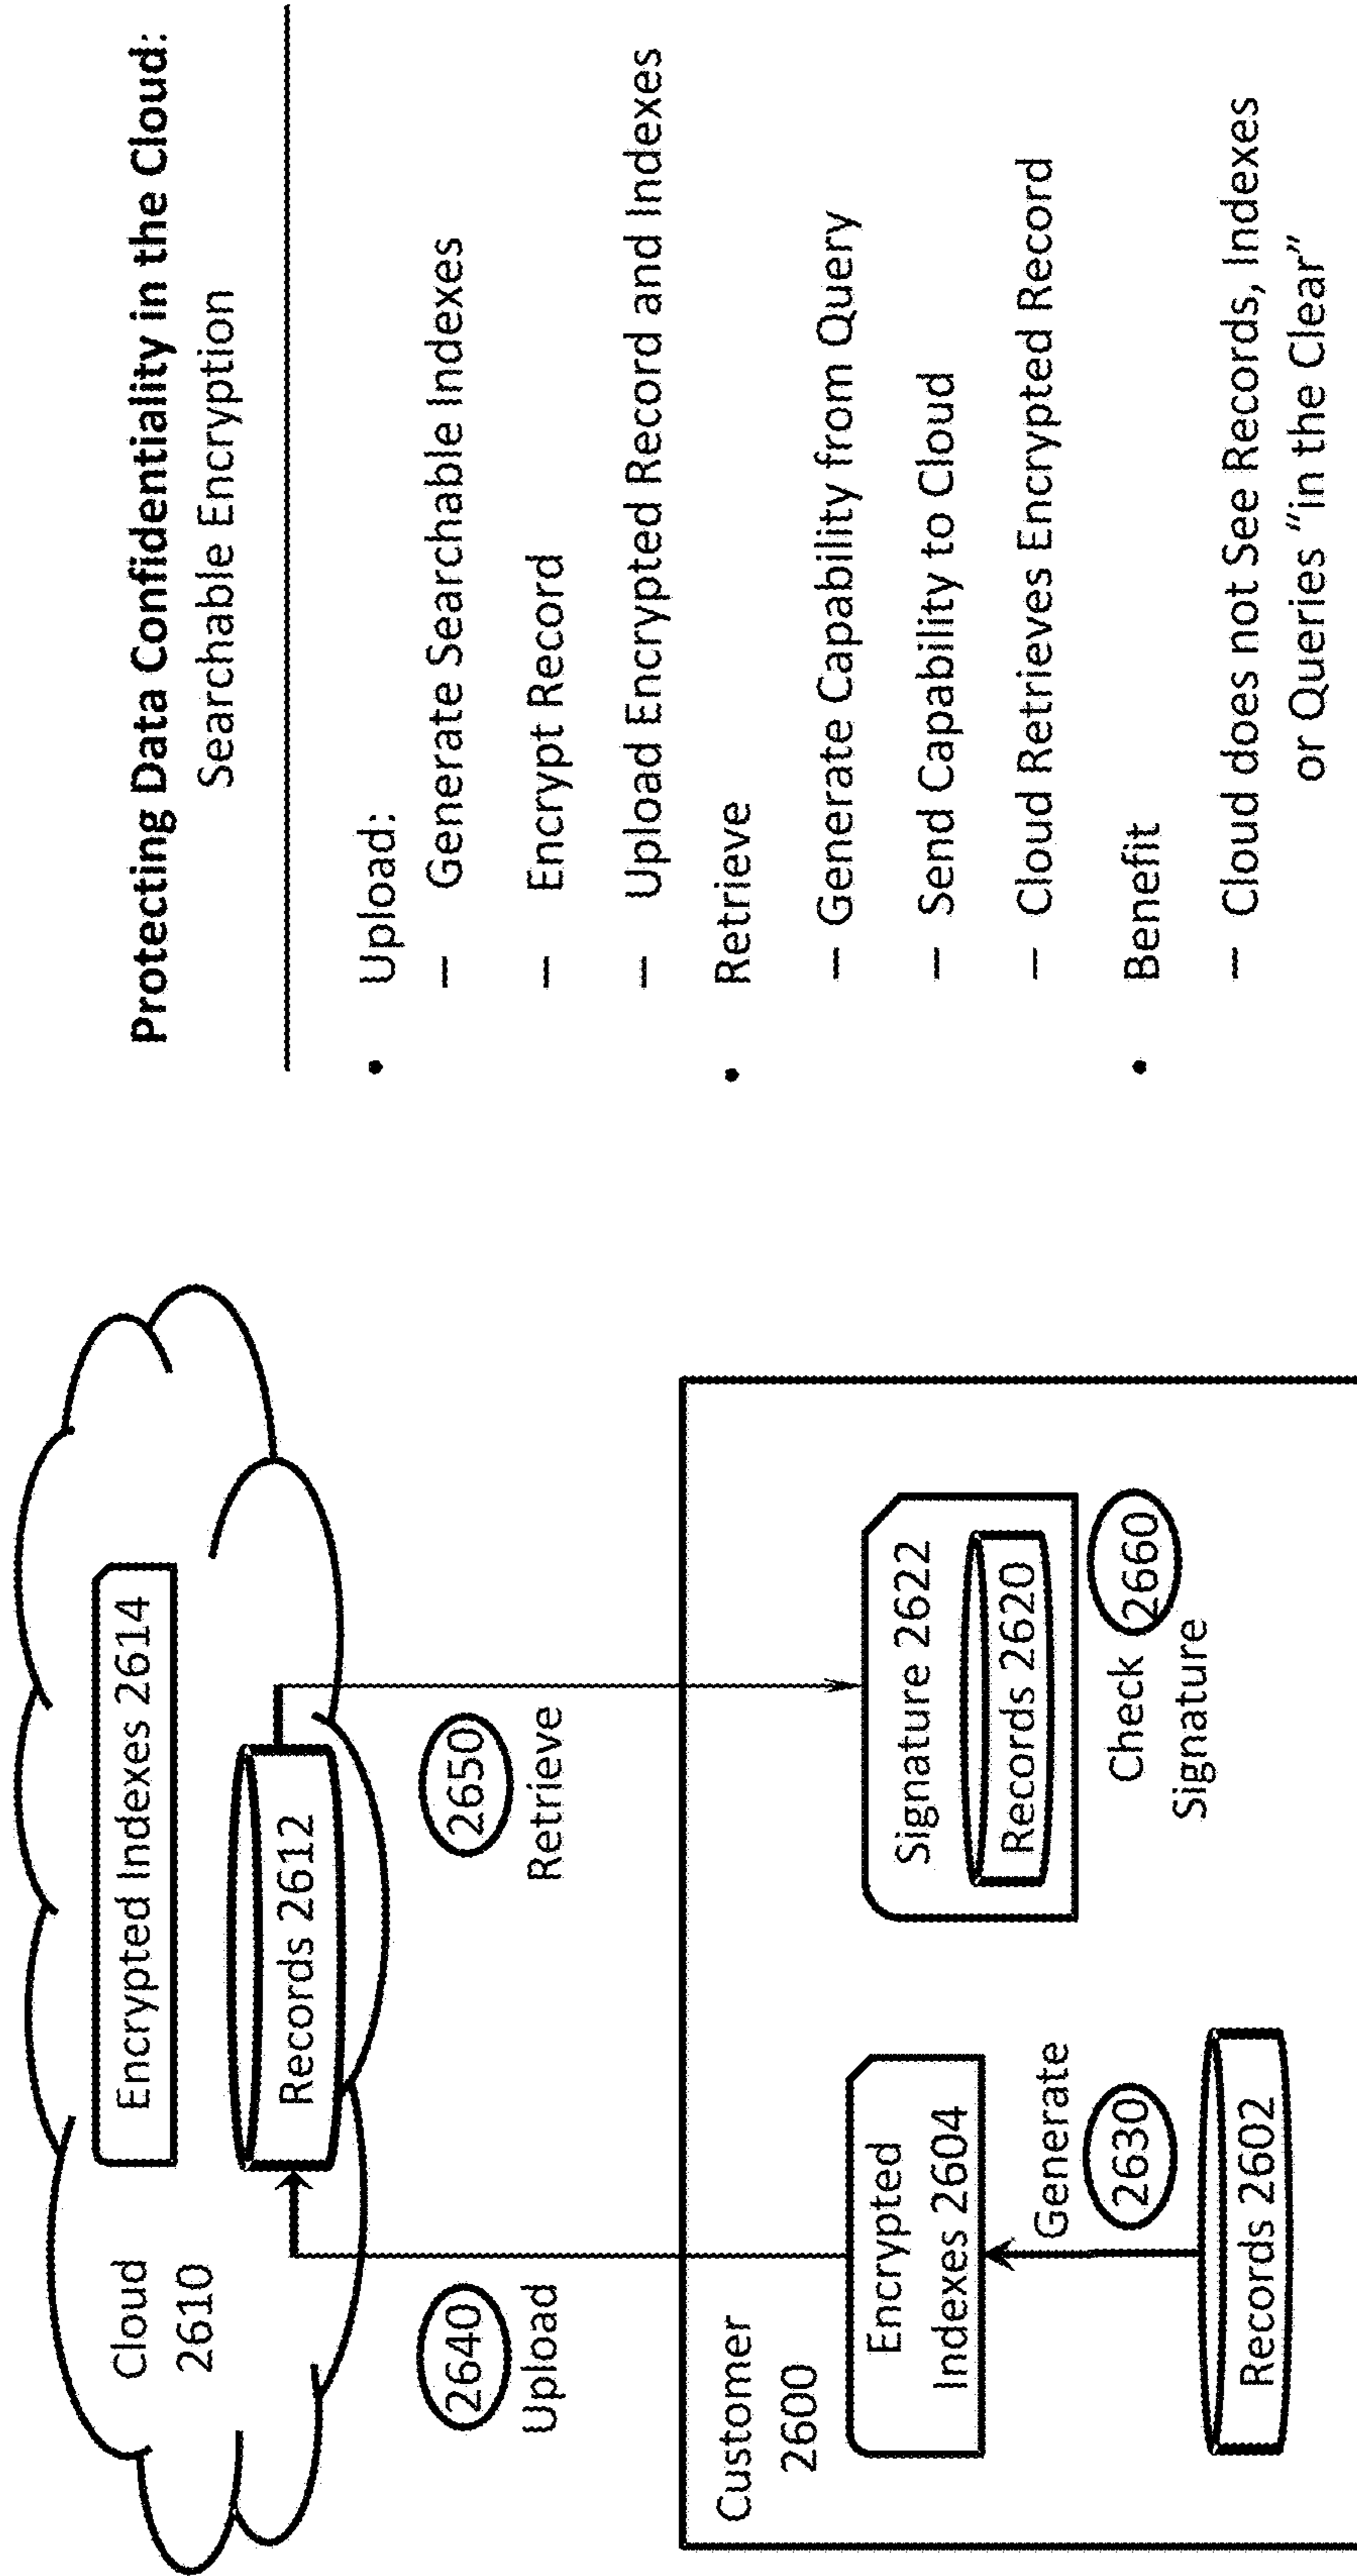 Protecting Data Confidentiality in the Cloud:
Searchable Encryption
• Upload:
– Generate Searchable Indexes
– Encrypt Record
– Upload Encrypted Record and Indexes
• Retrieve
– Generate Capability from Query
– Send Capability to Cloud
– Cloud Retrieves Encrypted Record
• Benefit
– Cloud does not See Records, Indexes
or Queries “in the Clear”
Cloud
2610
Encrypted Indexes 2614
Records 2612
2640
Upload
2650
Retrieve
Customer
2600
Encrypted
Indexes 2604
Generate
2630
Records 2602
Signature 2622
Records 2620
Check 2660
Signature